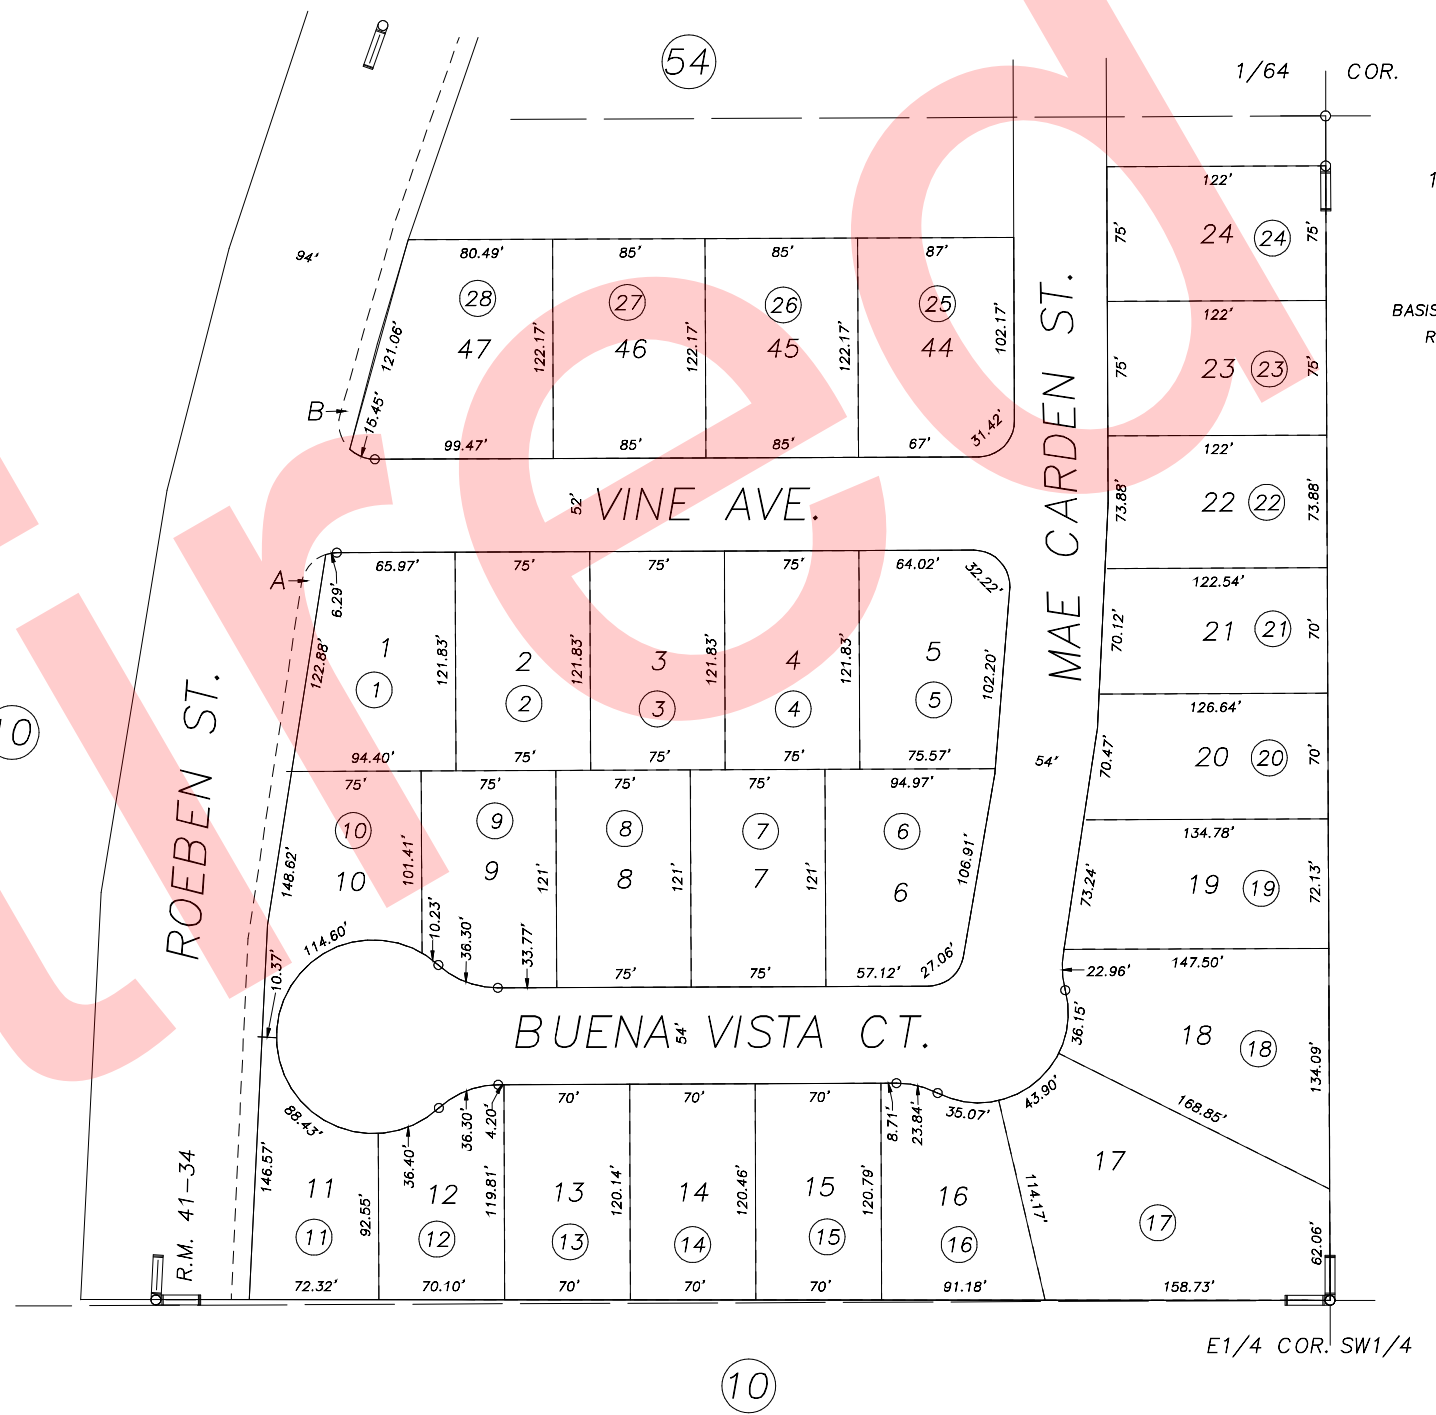 54
1/64 COR.
122'
24 24
75' 75'
94'
80.49' 85' 85' 87'
28 27 26 25
47 46 45 44
121.06' 122.17' 122.17' 122.17' 102.17'
BASIS
R
122'
23 23
75' 75'
B
15.45'
99.47' 85' 85' 67' 31.42'
122'
22 22
73.88' 73.88'
52' VINE AVE.
MAE CARDEN ST.
A
6.29'
65.97' 75' 75' 75' 64.02' 32.22'
122.54'
21 21
70.12' 70'
1 2 3 4 5
1 2 3 4 5
122.88' 121.83' 121.83' 121.83' 121.83' 102.20'
94.40' 75' 75' 75' 75.57'
54'
126.64'
20 20
70.47' 70'
10
ROEBEN ST.
75' 75' 75' 75' 94.97'
10 9 8 7 6
10 9 8 7 6
148.62' 101.41' 121' 121' 121' 106.91'
134.78'
19 19
73.24' 72.13'
114.60' 10.23' 36.30' 33.77'
75' 75' 57.12' 27.06'
10.37'
22.96' 147.50'
36.15'
18 18
134.09'
BUENA VISTA CT.
54'
88.43' 36.40' 36.30' 4.20'
70' 70' 70'
8.71' 23.84' 35.07' 43.90'
168.85'
R.M. 41-34
146.57' 92.55' 119.81' 120.14' 120.46' 120.79' 114.17' 62.06'
11 12 13 14 15 16 17
11 12 13 14 15 16 17
72.32' 70.10' 70' 70' 70' 91.18' 158.73'
E1/4 COR. SW1/4
10
tired